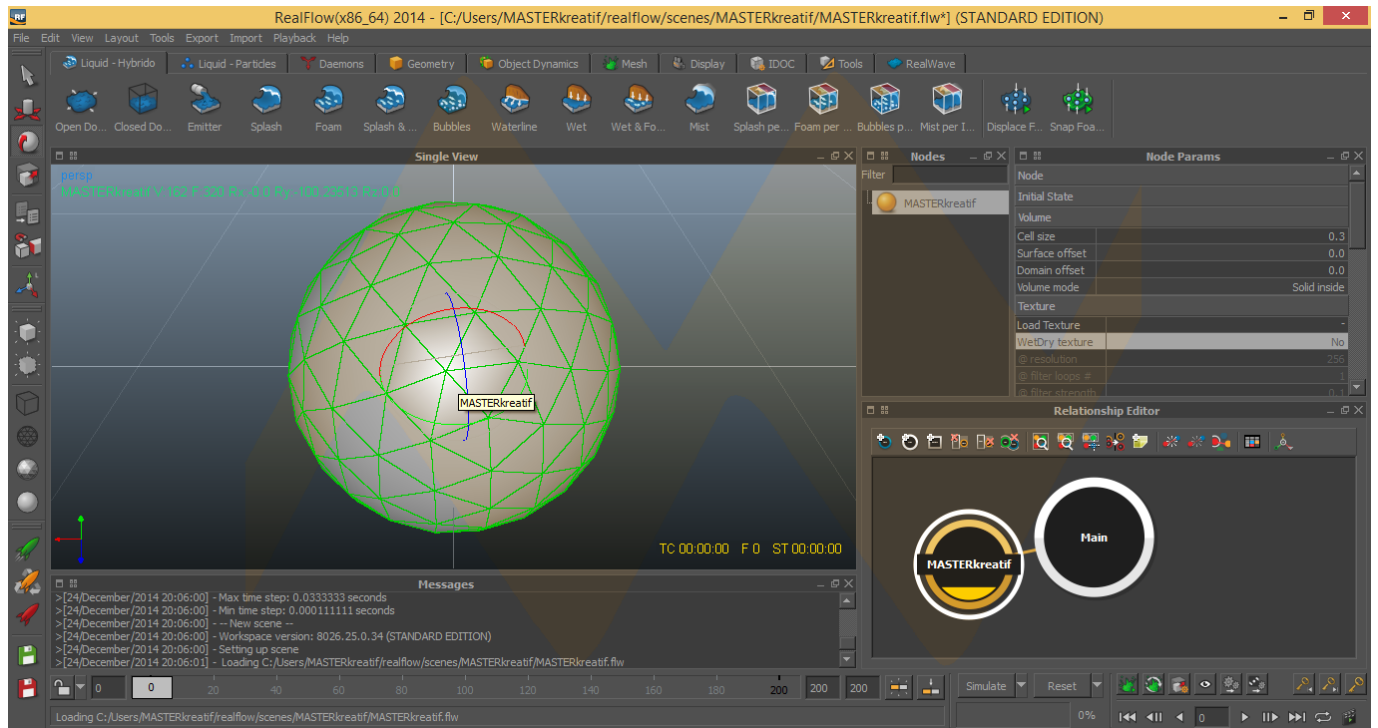 RF
RealFlow(x86_64) 2014 - [C:/Users/MASTERkreatif/realflow/scenes/MASTERkreatif/MASTERkreatif.flw*] (STANDARD EDITION)
File Edit View Layout Tools Export Import Playback Help
Liquid - Hybrido Liquid - Particles Daemons Geometry Object Dynamics Mesh Display IDOC Tools RealWave
Open Do... Closed Do... Emitter Splash Foam Splash & ... Bubbles Waterline Wet Wet & Fo... Mist Splash pe... Foam per ... Bubbles p... Mist per I... Displace F... Snap Foa...
Single View
persp
MASTERkreatif V:162 F:320 Rx:-0.0 Ry:-100.23513 Rz:0.0
MASTERkreatif
TC 00:00:00 F 0 ST 00:00:00
Nodes
Filter
MASTERkreatif
Node Params
Node
Initial State
Volume
Cell size 0.3
Surface offset 0.0
Domain offset 0.0
Volume mode Solid inside
Texture
Load Texture -
WetDry texture No
@ resolution 256
@ filter loops # 1
@ filter strength 0.1
Relationship Editor
MASTERkreatif
Main
Messages
>[24/December/2014 20:06:00] - Max time step: 0.0333333 seconds
>[24/December/2014 20:06:00] - Min time step: 0.000111111 seconds
>[24/December/2014 20:06:00] - -- New scene --
>[24/December/2014 20:06:00] - Workspace version: 8026.25.0.34 (STANDARD EDITION)
>[24/December/2014 20:06:00] - Setting up scene
>[24/December/2014 20:06:01] - Loading C:/Users/MASTERkreatif/realflow/scenes/MASTERkreatif/MASTERkreatif.flw
0 0 20 40 60 80 100 120 140 160 180 200 200 200 Simulate Reset
Loading C:/Users/MASTERkreatif/realflow/scenes/MASTERkreatif/MASTERkreatif.flw 0% 0